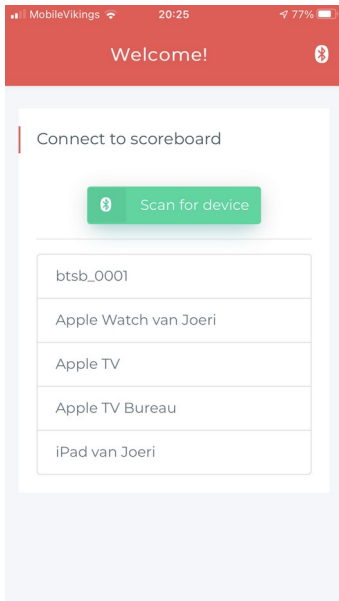 MobileVikings 20:25 77%
Welcome!
Connect to scoreboard
Scan for device
btsb_0001
Apple Watch van Joeri
Apple TV
Apple TV Bureau
iPad van Joeri